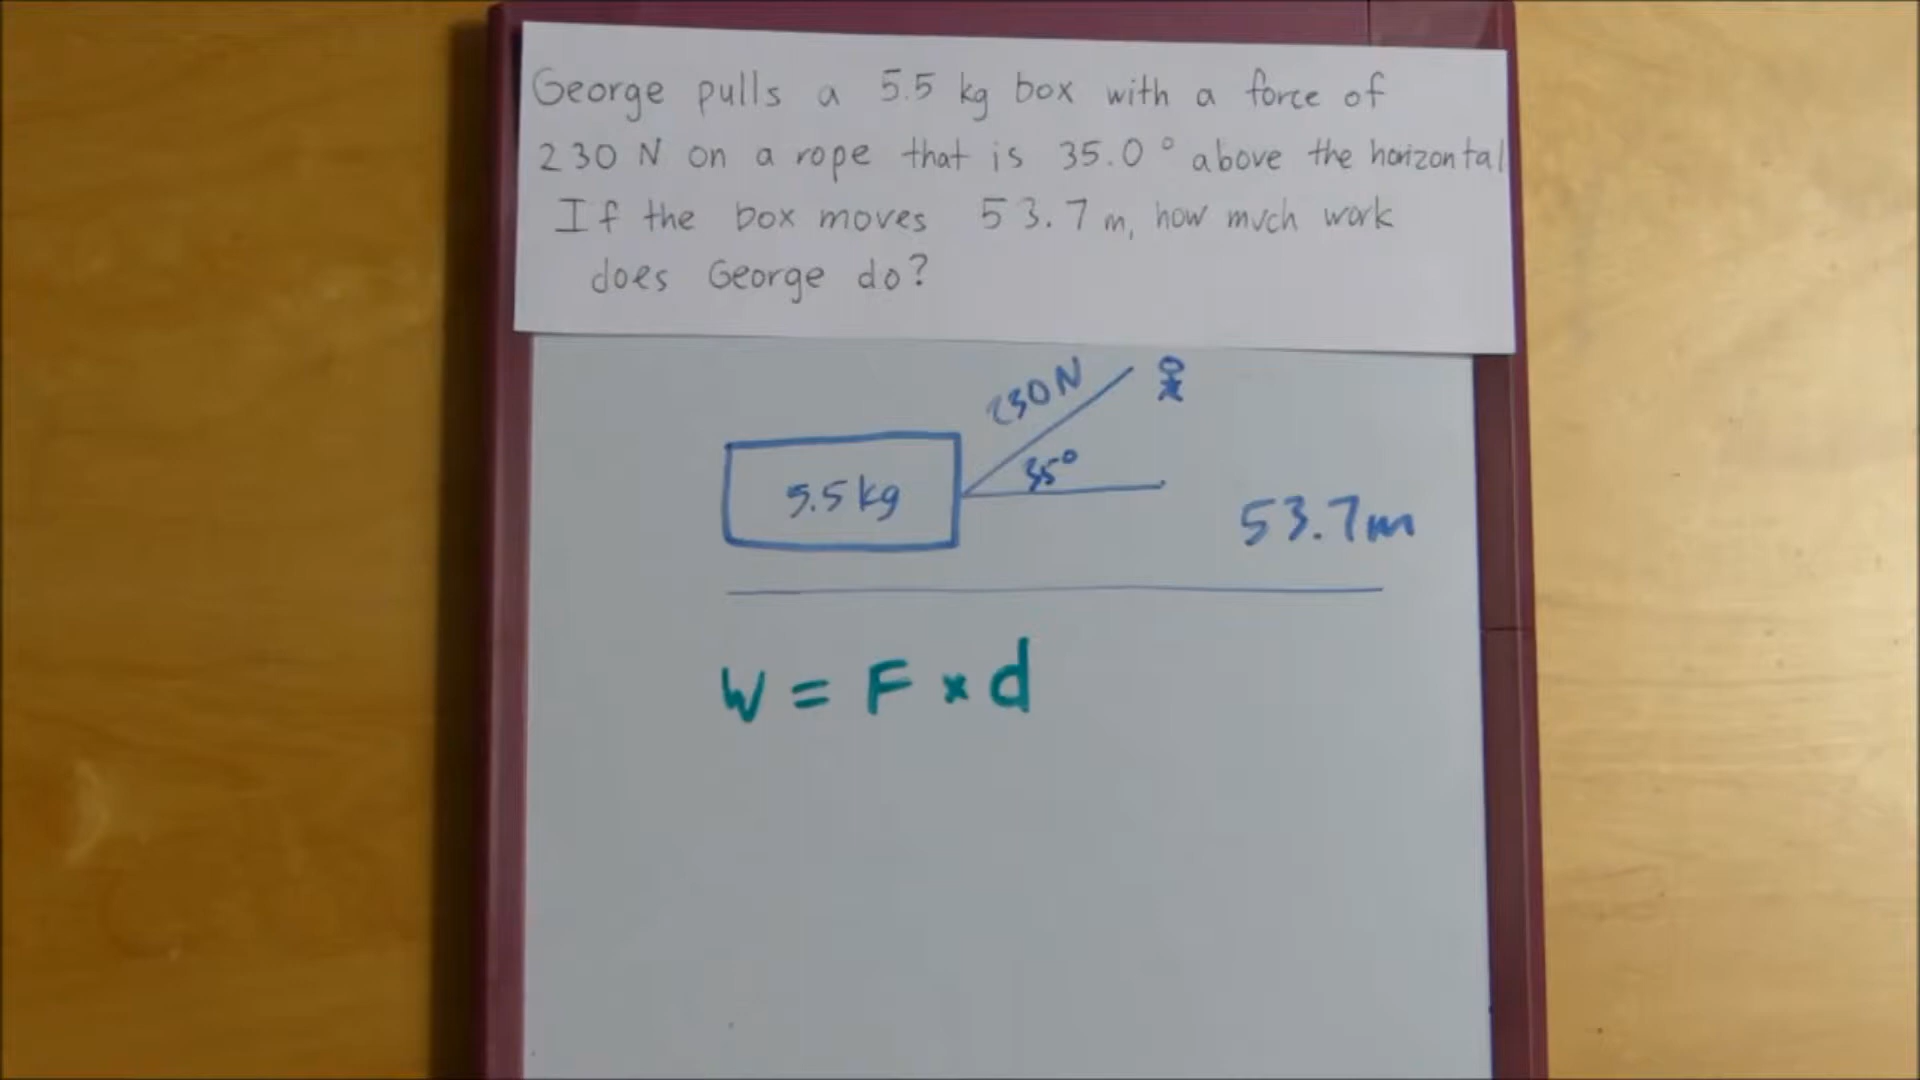 George pulls a 5.5 kg box with a force of
230 N on a rope that is 35.0° above the horizontal
If the box moves 53.7 m, how much work
does George do?
230 N
35°
5.5 kg
53.7m
W = F × d